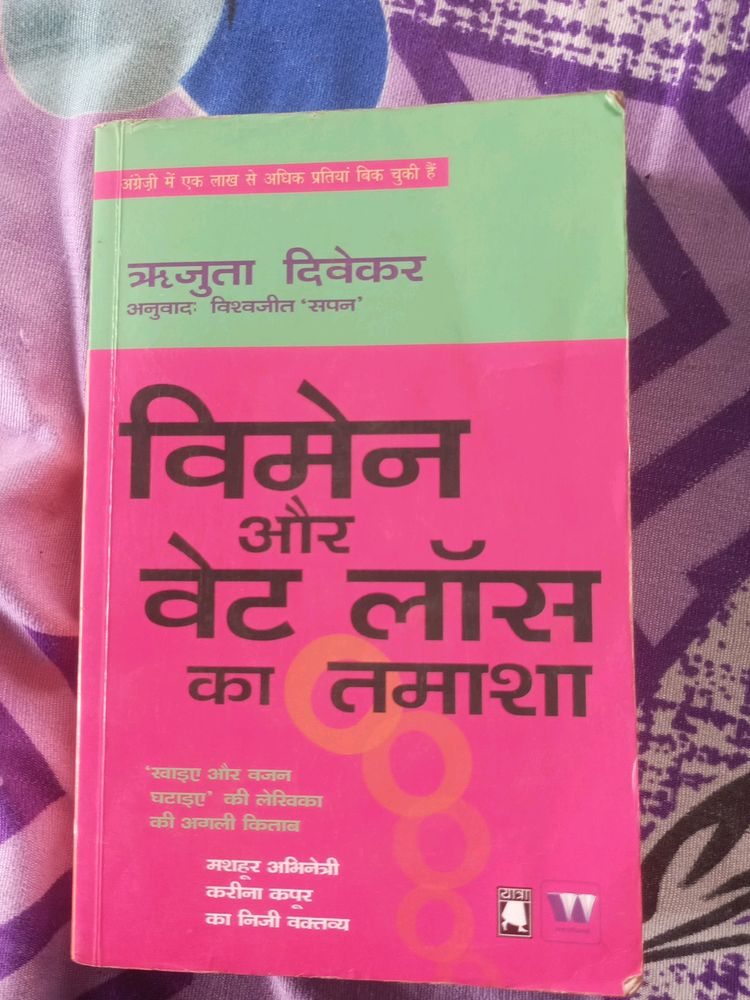 अंग्रेज़ी में एक लाख से अधिक प्रतियां बिक चुकी हैं
ऋजुता दिवेकर
अनुवादः विश्वजीत ‘सपन’
विमेन
और
वेट लॉस
का तमाशा
‘खाइए और वजन
घटाइए’ की लेखिका
की अगली किताब
मशहूर अभिनेत्री
करीना कपूर
का निजी वक्तव्य
यात्रा
W